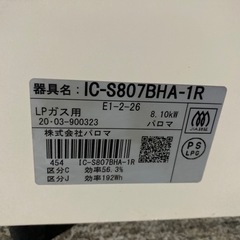 器具名：IC-S807BHA-1R
E1-2-26
LPガス用 8.10kW
20-03-900323 パロマ
株式会社パロマ
454 IC-S807BHA-1R
区分C 効率56.3%
区分J 効率192Wh
PS
LPG